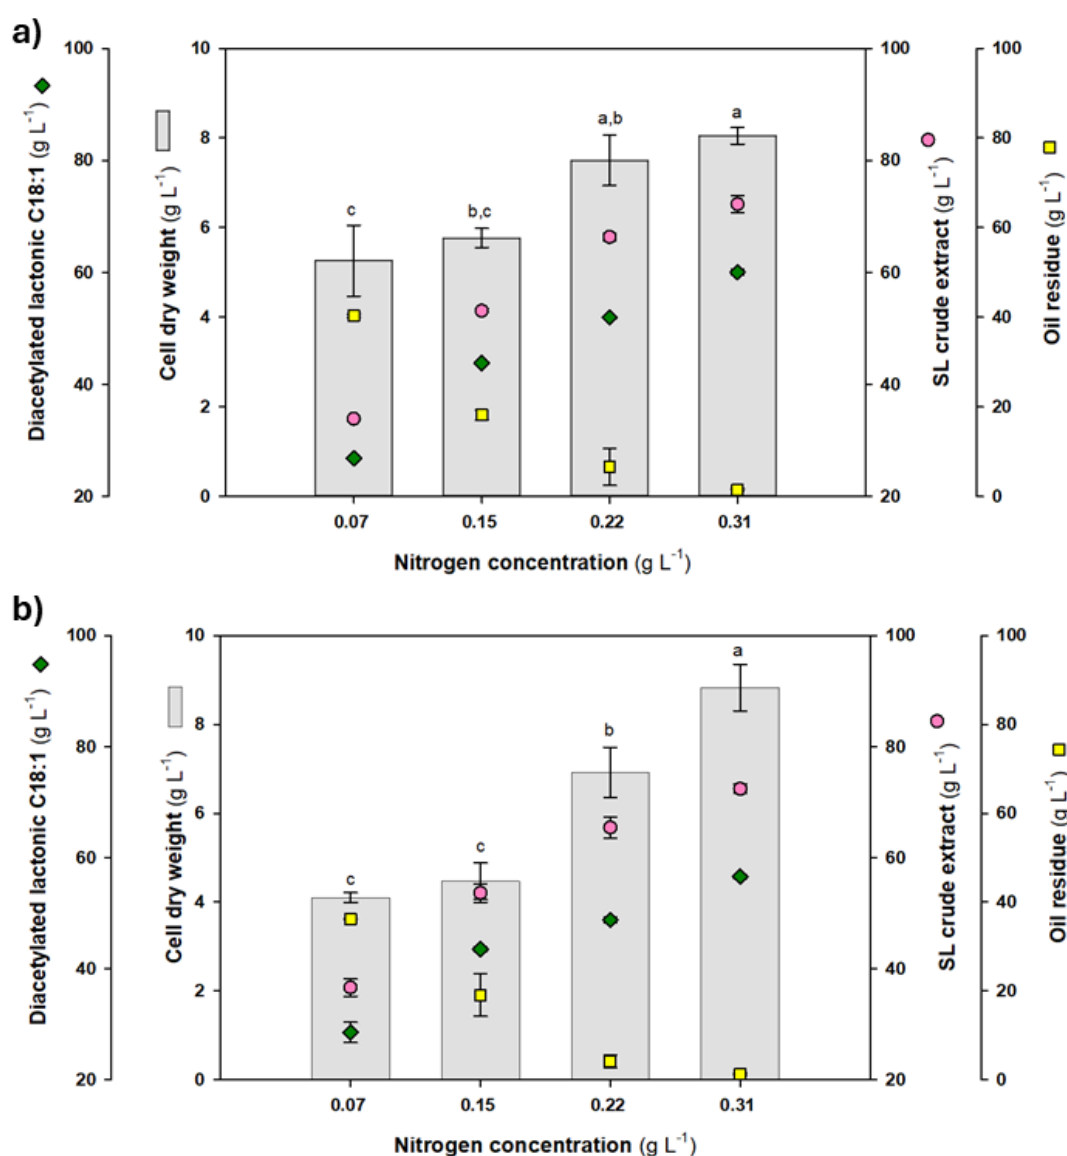 a)
Diacetylated lactonic C18:1 (g L⁻¹)
100
80
60
40
20
Cell dry weight (g L⁻¹)
10
8
6
4
2
0
c
b,c
a,b
a
0.07
0.15
0.22
0.31
Nitrogen concentration (g L⁻¹)
100
80
60
40
20
SL crude extract (g L⁻¹)
100
80
60
40
20
0
Oil residue (g L⁻¹)
b)
Diacetylated lactonic C18:1 (g L⁻¹)
100
80
60
40
20
Cell dry weight (g L⁻¹)
10
8
6
4
2
0
c
c
b
a
0.07
0.15
0.22
0.31
Nitrogen concentration (g L⁻¹)
100
80
60
40
20
SL crude extract (g L⁻¹)
100
80
60
40
20
0
Oil residue (g L⁻¹)